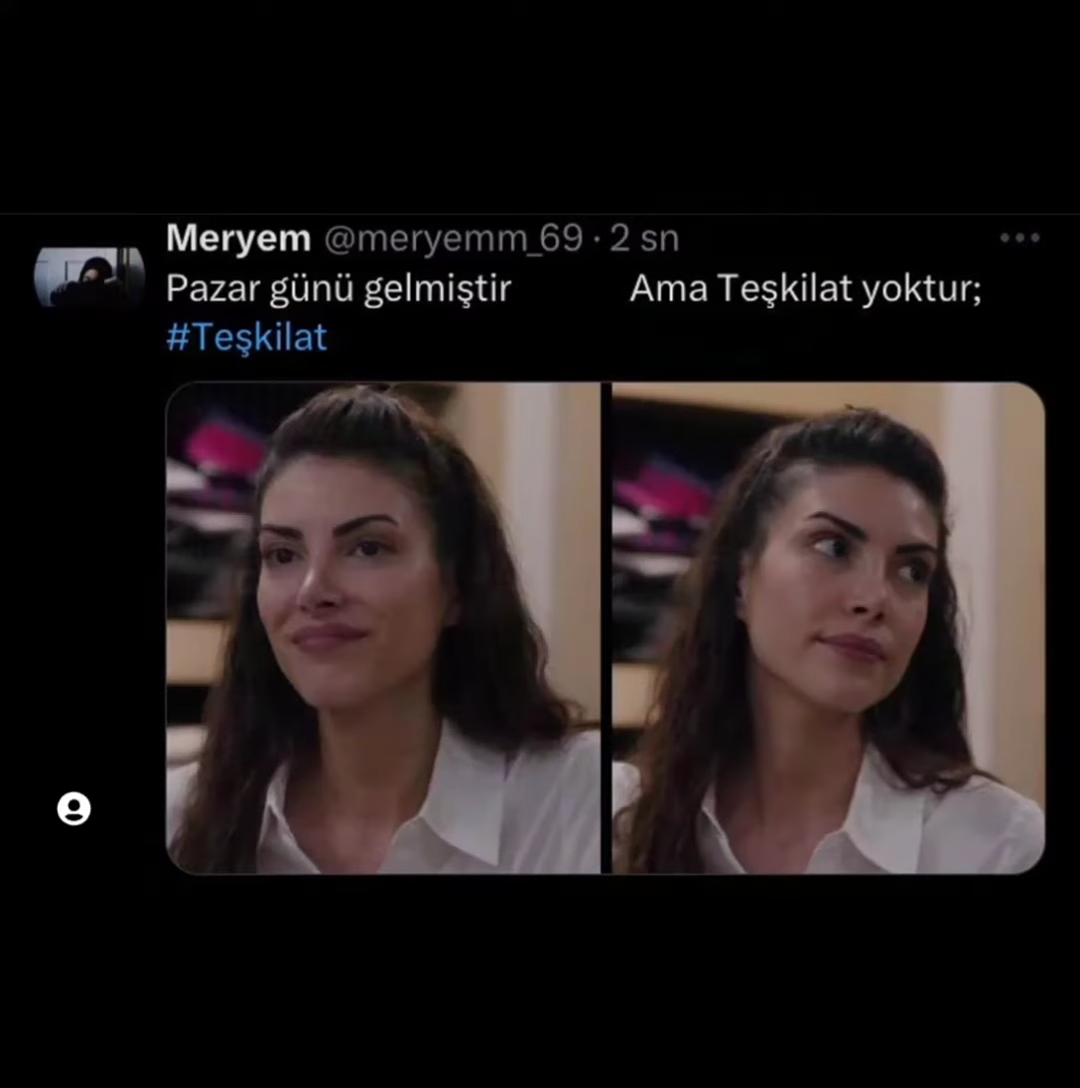 Meryem @meryemm_69 · 2 sn
Pazar günü gelmiştir Ama Teşkilat yoktur;
#Teşkilat